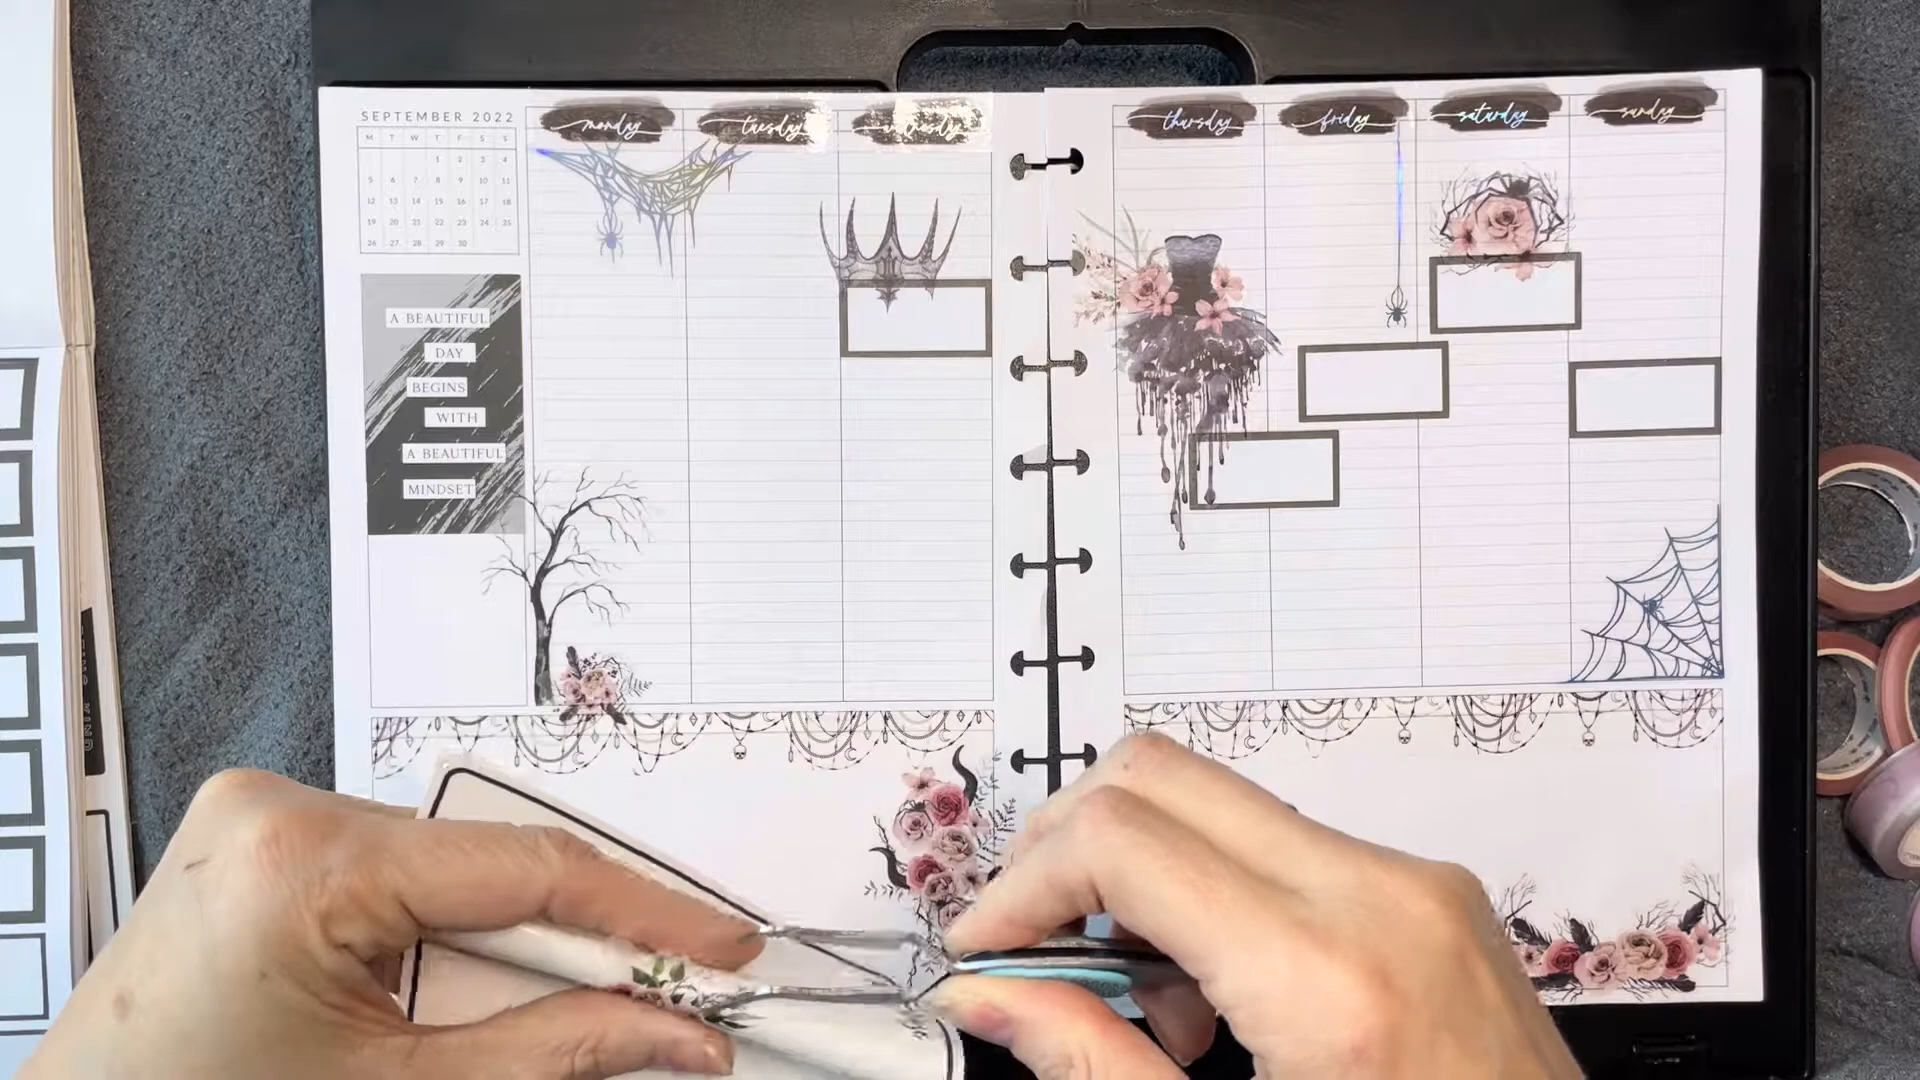 SEPTEMBER 2022
M T W T F S S
1 2 3 4
5 6 7 8 9 10 11
12 13 14 15 16 17 18
19 20 21 22 23 24 25
26 27 28 29 30
monday tuesday wednesday thursday friday saturday sunday
A BEAUTIFUL
DAY
BEGINS
WITH
A BEAUTIFUL
MINDSET